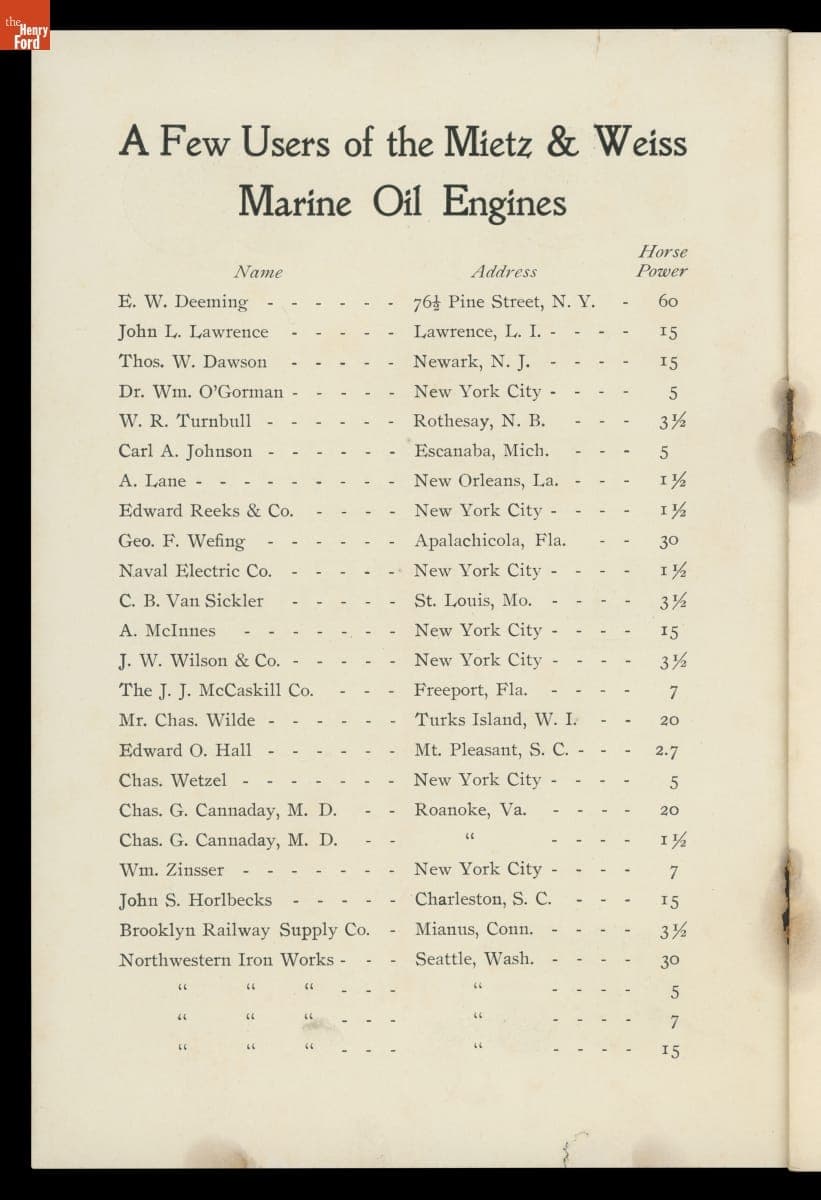 the
Henry
Ford
A Few Users of the Mietz & Weiss
Marine Oil Engines
Name Address Horse Power
E. W. Deeming - - - - - - 76½ Pine Street, N. Y. - 60
John L. Lawrence - - - - - Lawrence, L. I. - - - - 15
Thos. W. Dawson - - - - - Newark, N. J. - - - - 15
Dr. Wm. O'Gorman - - - - - New York City - - - - 5
W. R. Turnbull - - - - - - Rothesay, N. B. - - - 3½
Carl A. Johnson - - - - - - Escanaba, Mich. - - - 5
A. Lane - - - - - - - - - New Orleans, La. - - - 1½
Edward Reeks & Co. - - - - New York City - - - - 1½
Geo. F. Wefing - - - - - - Apalachicola, Fla. - - 30
Naval Electric Co. - - - - - New York City - - - - 1½
C. B. Van Sickler - - - - - St. Louis, Mo. - - - - 3½
A. McInnes - - - - - - - New York City - - - - 15
J. W. Wilson & Co. - - - - - New York City - - - - 3½
The J. J. McCaskill Co. - - - Freeport, Fla. - - - - 7
Mr. Chas. Wilde - - - - - - Turks Island, W. I. - - 20
Edward O. Hall - - - - - - Mt. Pleasant, S. C. - - - 2.7
Chas. Wetzel - - - - - - - New York City - - - - 5
Chas. G. Cannaday, M. D. - - Roanoke, Va. - - - - 20
Chas. G. Cannaday, M. D. - - " - - - - 1½
Wm. Zinsser - - - - - - - New York City - - - - 7
John S. Horlbecks - - - - - Charleston, S. C. - - - 15
Brooklyn Railway Supply Co. - Mianus, Conn. - - - - 3½
Northwestern Iron Works - - - Seattle, Wash. - - - - 30
" " " - - - " - - - - 5
" " " - - - " - - - - 7
" " " - - - " - - - - 15